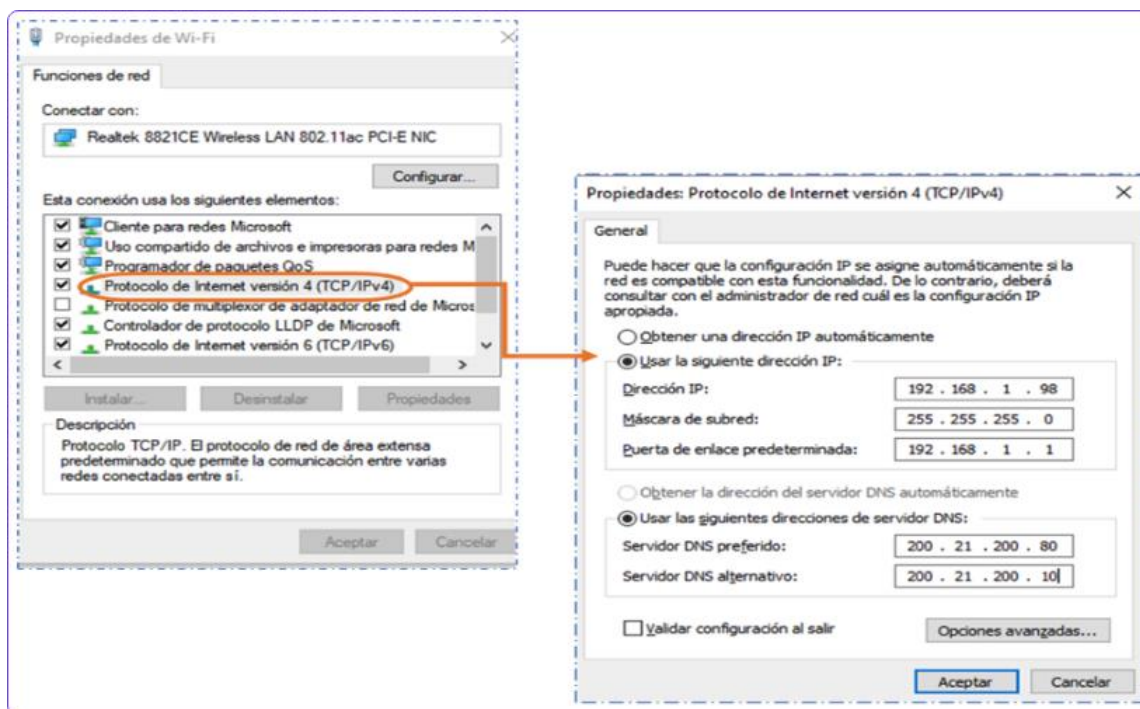 Propiedades de Wi-Fi
Funciones de red
Conectar con:
Realtek 8821CE Wireless LAN 802.11ac PCI-E NIC
Configurar...
Esta conexión usa los siguientes elementos:
Cliente para redes Microsoft
Uso compartido de archivos e impresoras para redes M
Programador de paquetes QoS
Protocolo de Internet versión 4 (TCP/IPv4)
Protocolo de multiplexor de adaptador de red de Micros
Controlador de protocolo LLDP de Microsoft
Protocolo de Internet versión 6 (TCP/IPv6)
Instalar... Desinstalar Propiedades
Descripción
Protocolo TCP/IP. El protocolo de red de área extensa
predeterminado que permite la comunicación entre varias
redes conectadas entre sí.
Aceptar Cancelar
Propiedades: Protocolo de Internet versión 4 (TCP/IPv4)
General
Puede hacer que la configuración IP se asigne automáticamente si la
red es compatible con esta funcionalidad. De lo contrario, deberá
consultar con el administrador de red cuál es la configuración IP
apropiada.
Obtener una dirección IP automáticamente
Usar la siguiente dirección IP:
Dirección IP: 192 . 168 . 1 . 98
Máscara de subred: 255 . 255 . 255 . 0
Puerta de enlace predeterminada: 192 . 168 . 1 . 1
Obtener la dirección del servidor DNS automáticamente
Usar las siguientes direcciones de servidor DNS:
Servidor DNS preferido: 200 . 21 . 200 . 80
Servidor DNS alternativo: 200 . 21 . 200 . 10
Validar configuración al salir
Opciones avanzadas...
Aceptar Cancelar